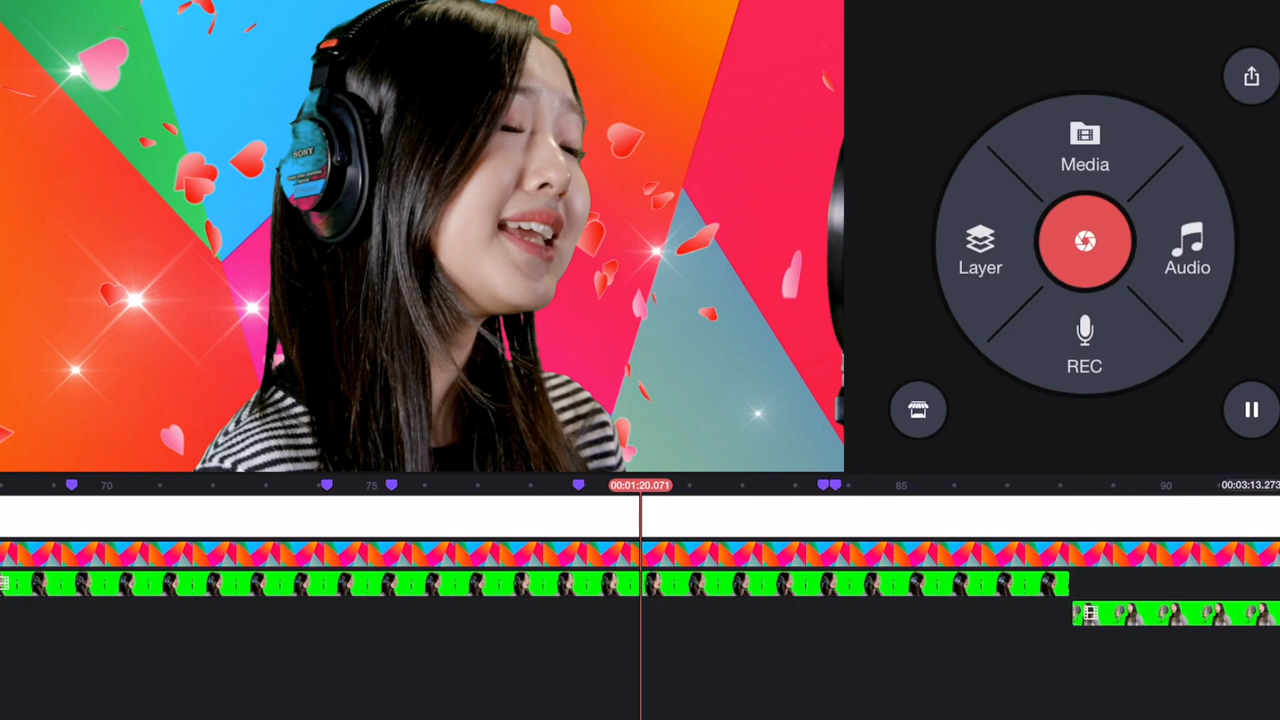 SONY
Media
Layer
Audio
REC
70
75
00:01:20.071
85
90
00:03:13.273